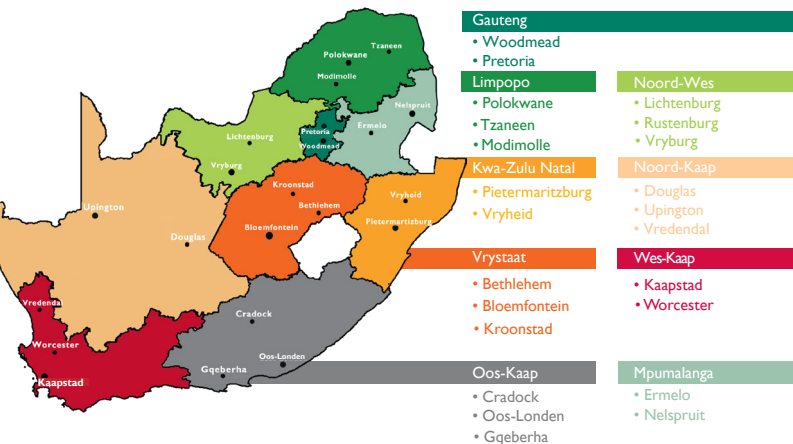 Tzaneen
Polokwane
Modimolle
Nelspruit
Pretoria
Ermelo
Lichtenburg
Woodmead
Vryburg
Kroonstad
Vryheid
Upington
Bethlehem
Pietermartizburg
Bloemfontein
Douglas
Vredendal
Cradock
Worcester
Oos-Londen
Gqeberha
Kaapstad
Gauteng
• Woodmead
• Pretoria
Limpopo
• Polokwane
• Tzaneen
• Modimolle
Kwa-Zulu Natal
• Pietermaritzburg
• Vryheid
Vrystaat
• Bethlehem
• Bloemfontein
• Kroonstad
Oos-Kaap
• Cradock
• Oos-Londen
• Gqeberha
Noord-Wes
• Lichtenburg
• Rustenburg
• Vryburg
Noord-Kaap
• Douglas
• Upington
• Vredendal
Wes-Kaap
• Kaapstad
• Worcester
Mpumalanga
• Ermelo
• Nelspruit